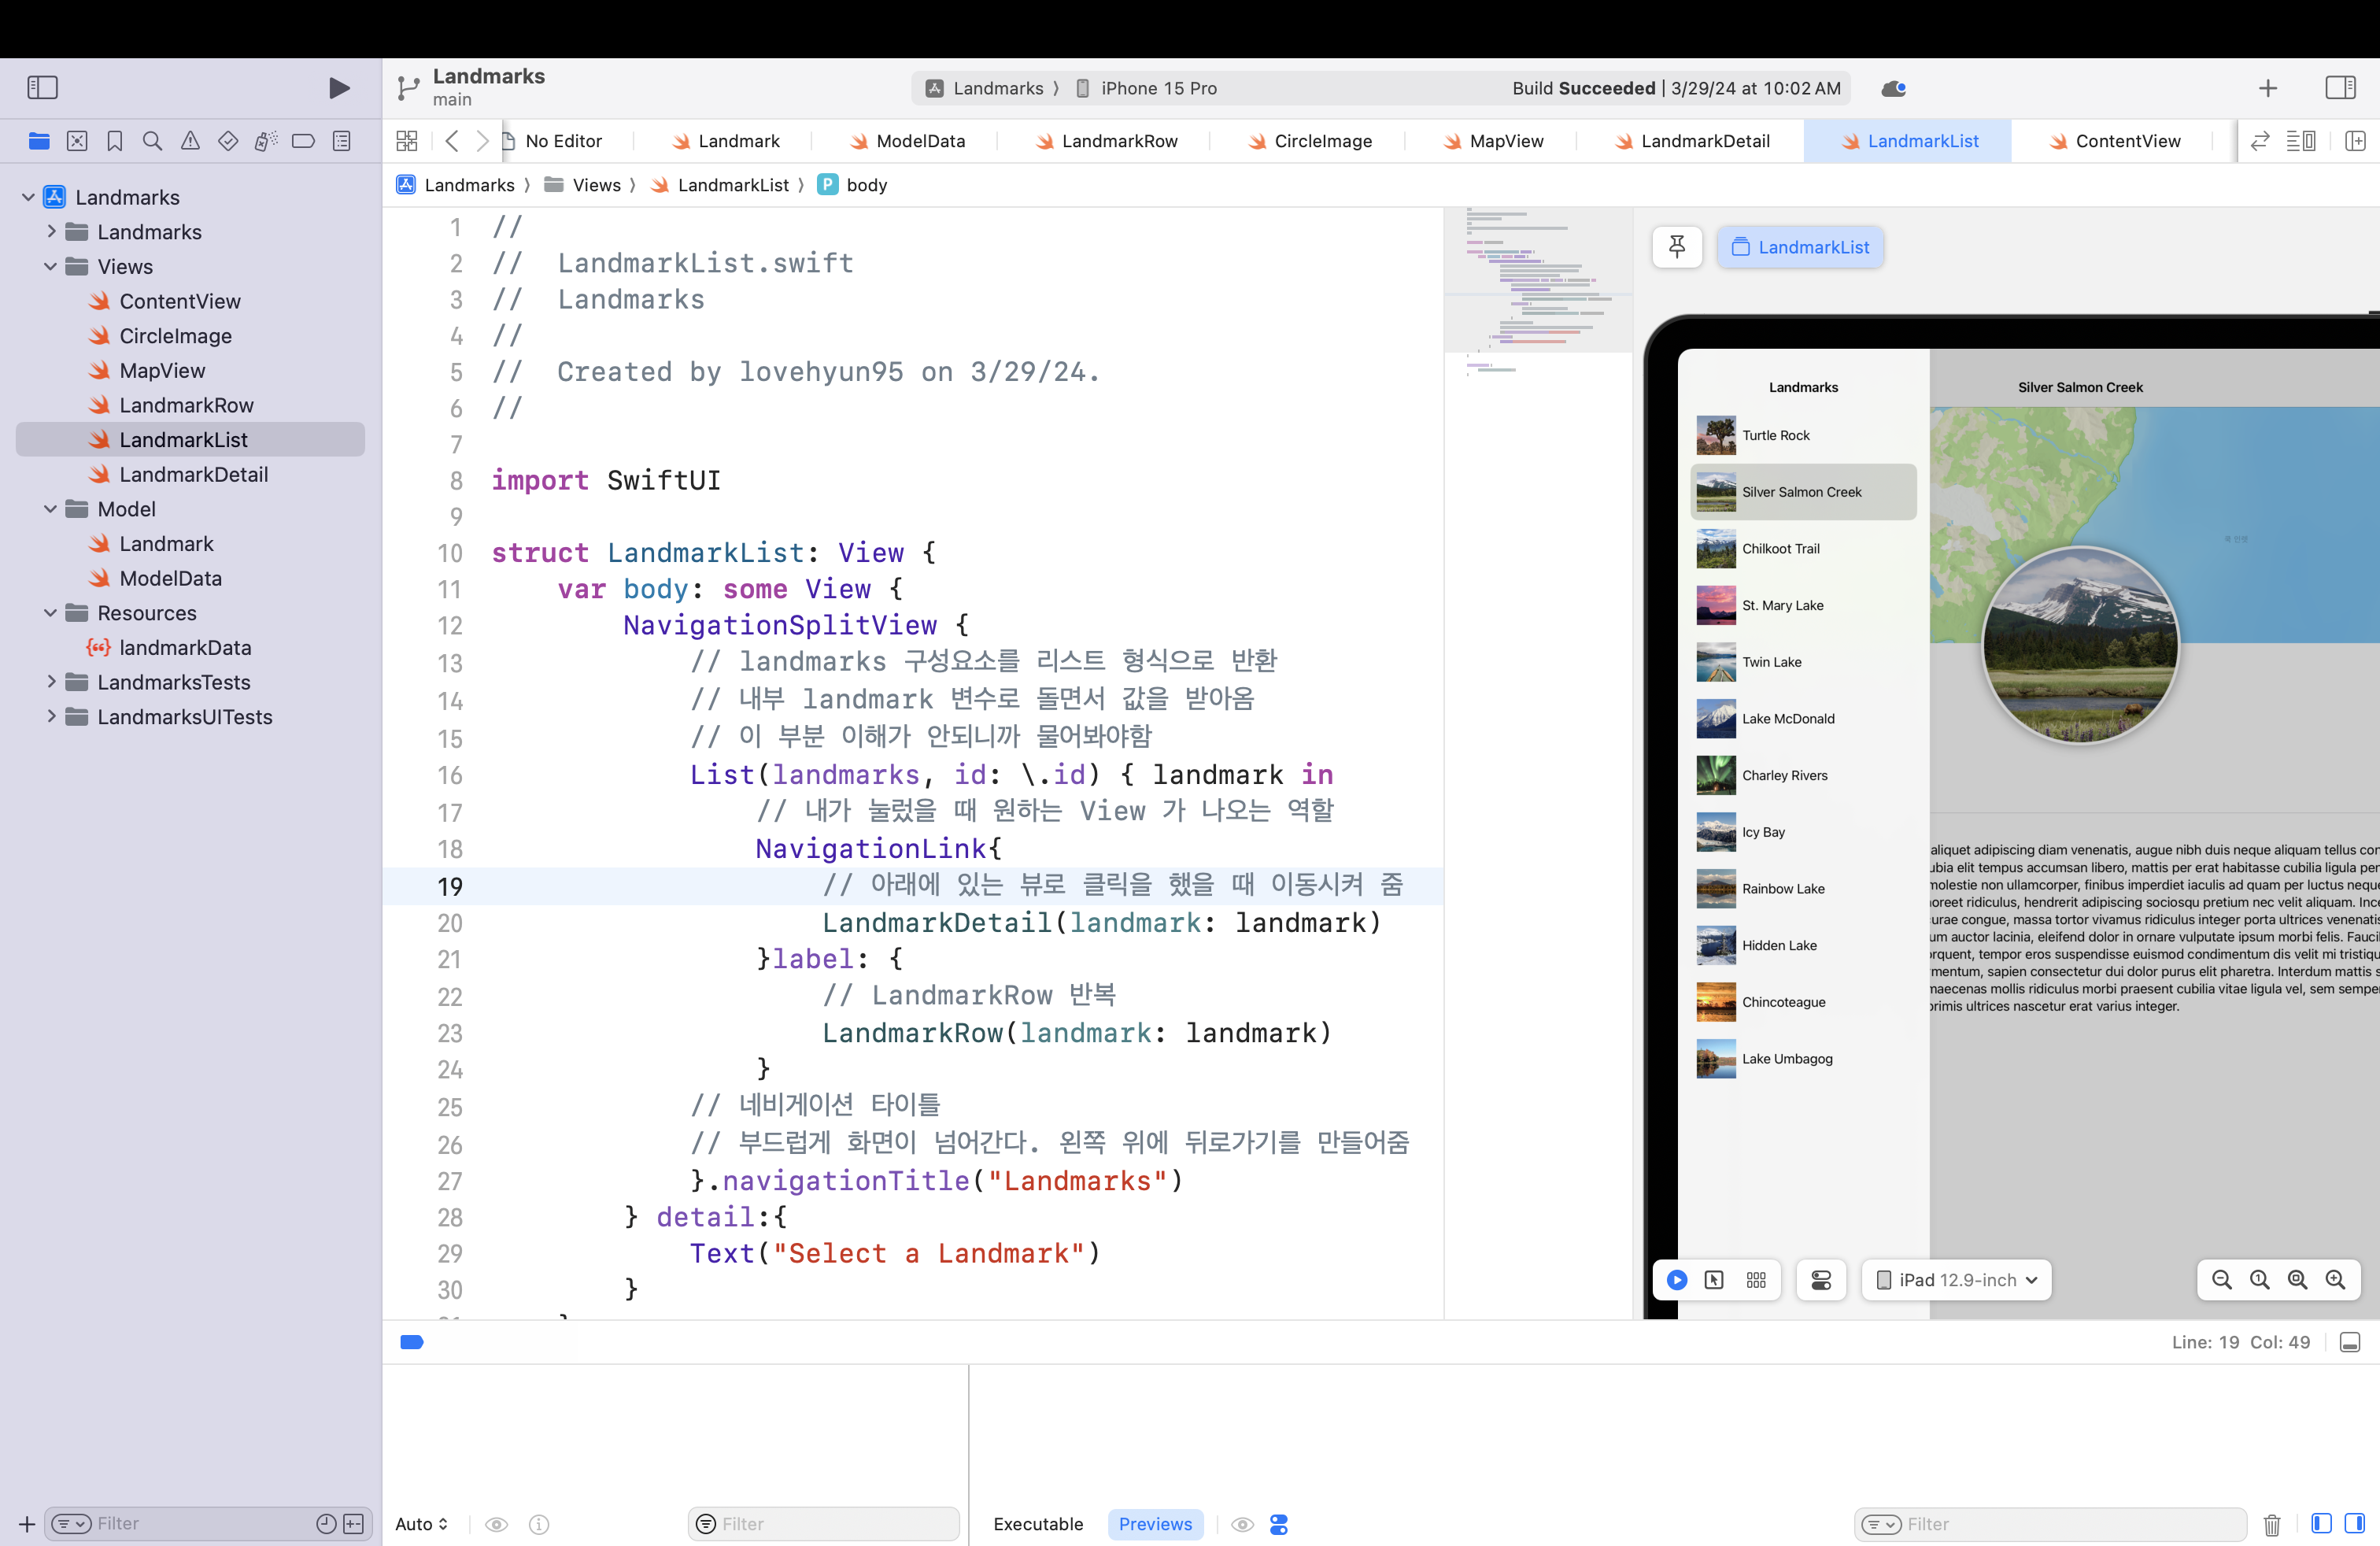 Landmarks
main
Landmarks ⟩ iPhone 15 Pro
Build Succeeded | 3/29/24 at 10:02 AM
No Editor
Landmark
ModelData
LandmarkRow
CircleImage
MapView
LandmarkDetail
LandmarkList
ContentView
Landmarks ⟩ Views ⟩ LandmarkList ⟩ P body
Landmarks
Landmarks
Views
ContentView
CircleImage
MapView
LandmarkRow
LandmarkList
LandmarkDetail
Model
Landmark
ModelData
Resources
landmarkData
LandmarksTests
LandmarksUITests
Filter
1 //
2 //  LandmarkList.swift
3 //  Landmarks
4 //
5 //  Created by lovehyun95 on 3/29/24.
6 //
7
8 import SwiftUI
9
10 struct LandmarkList: View {
11     var body: some View {
12         NavigationSplitView {
13             // landmarks 구성요소를 리스트 형식으로 반환
14             // 내부 landmark 변수로 돌면서 값을 받아옴
15             // 이 부분 이해가 안되니까 물어봐야함
16             List(landmarks, id: \.id) { landmark in
17                 // 내가 눌렀을 때 원하는 View 가 나오는 역할
18                 NavigationLink{
19                     // 아래에 있는 뷰로 클릭을 했을 때 이동시켜 줌
20                     LandmarkDetail(landmark: landmark)
21                 }label: {
22                     // LandmarkRow 반복
23                     LandmarkRow(landmark: landmark)
24                 }
25             // 네비게이션 타이틀
26             // 부드럽게 화면이 넘어간다. 왼쪽 위에 뒤로가기를 만들어줌
27             }.navigationTitle("Landmarks")
28         } detail:{
29             Text("Select a Landmark")
30         }
LandmarkList
Landmarks
Turtle Rock
Silver Salmon Creek
Chilkoot Trail
St. Mary Lake
Twin Lake
Lake McDonald
Charley Rivers
Icy Bay
Rainbow Lake
Hidden Lake
Chincoteague
Lake Umbagog
Silver Salmon Creek
aliquet adipiscing diam venenatis, augue nibh duis neque aliquam tellus con
ubia elit tempus accumsan libero, mattis per erat habitasse cubilia ligula per
molestie non ullamcorper, finibus imperdiet iaculis ad quam per luctus neque
oreet ridiculus, hendrerit adipiscing sociosqu pretium nec velit aliquam. Ince
urae congue, massa tortor vivamus ridiculus integer porta ultrices venenatis
um auctor lacinia, eleifend dolor in ornare vulputate ipsum morbi felis. Fauci
orquent, tempor eros suspendisse euismod condimentum dis velit mi tristiqu
mentum, sapien consectetur dui dolor purus elit pharetra. Interdum mattis s
maecenas mollis ridiculus morbi praesent cubilia vitae ligula vel, sem semper
primis ultrices nascetur erat varius integer.
iPad 12.9-inch
Line: 19 Col: 49
Auto
Filter
Executable
Previews
Filter